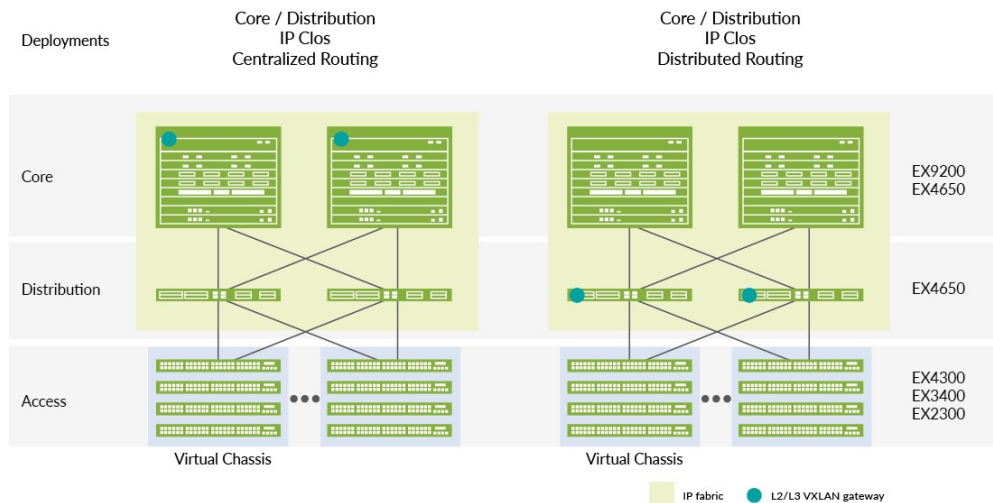 Deployments
Core / Distribution
IP Clos
Centralized Routing
Core / Distribution
IP Clos
Distributed Routing
Core
EX9200
EX4650
Distribution
EX4650
Access
EX4300
EX3400
EX2300
Virtual Chassis
Virtual Chassis
IP fabric
L2/L3 VXLAN gateway